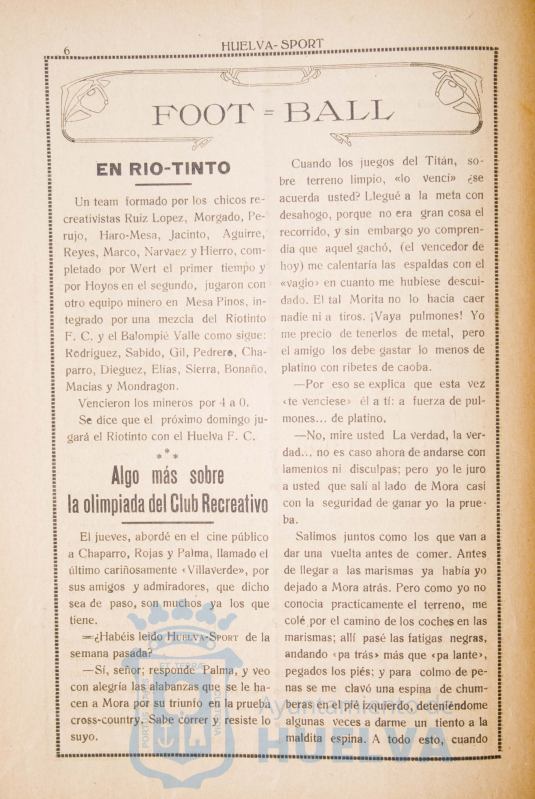 6
HUELVA-SPORT
FOOT = BALL
EN RIO-TINTO
Un team formado por los chicos re-
creativistas Ruiz Lopez, Morgado, Pe-
rujo, Haro-Mesa, Jacinto, Aguirre,
Reyes, Marco, Narvaez y Hierro, com-
pletado por Wert el primer tiempo y
por Hoyos en el segundo, jugaron con
otro equipo minero en Mesa Pinos, in-
tegrado por una mezcla del Riotinto
F. C. y el Balompié Valle como sigue:
Rodriguez, Sabido, Gil, Pedrero, Cha-
parro, Dieguez, Elías, Sierra, Bonaño,
Macías y Mondragon.
Vencieron los mineros por 4 a 0.
Se dice que el próximo domingo ju-
gará el Riotinto con el Huelva F. C.
***
Algo más sobre
la olimpiada del Club Recreativo
El jueves, abordé en el cine público
a Chaparro, Rojas y Palma, llamado el
último cariñosamente «Villaverde», por
sus amigos y admiradores, que dicho
sea de paso, son muchos ya los que
tiene.
—¿Habéis leido HUELVA-SPORT de la
semana pasada?
—Sí, señor; responde Palma, y veo
con alegría las alabanzas que se le ha-
cen a Mora por su triunfo en la prueba
cross-country. Sabe correr y resiste lo
suyo.
Cuando los juegos del Titán, so-
bre terreno limpio, «lo vencí» ¿se
acuerda usted? Llegué a la meta con
desahogo, porque no era gran cosa el
recorrido, y sin embargo yo compren-
día que aquel gachó, (el vencedor de
hoy) me calentaría las espaldas con el
«vagío» en cuanto me hubiese descui-
dado. El tal Morita no lo hacía caer
nadie ni a tiros. ¡Vaya pulmones! Yo
me precio de tenerlos de metal, pero
el amigo los debe gastar lo menos de
platino con ribetes de caoba.
—Por eso se explica que esta vez
«te venciese» él a tí: a fuerza de pul-
mones... de platino.
—No, mire usted La verdad, la ver-
dad... no es caso ahora de andarse con
lamentos ni disculpas; pero yo le juro
a usted que salí al lado de Mora casi
con la seguridad de ganar yo la prue-
ba.
Salimos juntos como los que van a
dar una vuelta antes de comer. Antes
de llegar a las marismas ya había yo
dejado a Mora atrás. Pero como yo no
conocia practicamente el terreno, me
colé por el camino de los coches en las
marismas; allí pasé las fatigas negras,
andando «pa trás» más que «pa lante»,
pegados los piés; y para colmo de pe-
nas se me clavó una espina de chum-
beras en el pié izquierdo, deteniéndome
algunas veces a darme un tiento a la
maldita espina. A todo esto, cuando
Ayuntamiento de
HUELVA